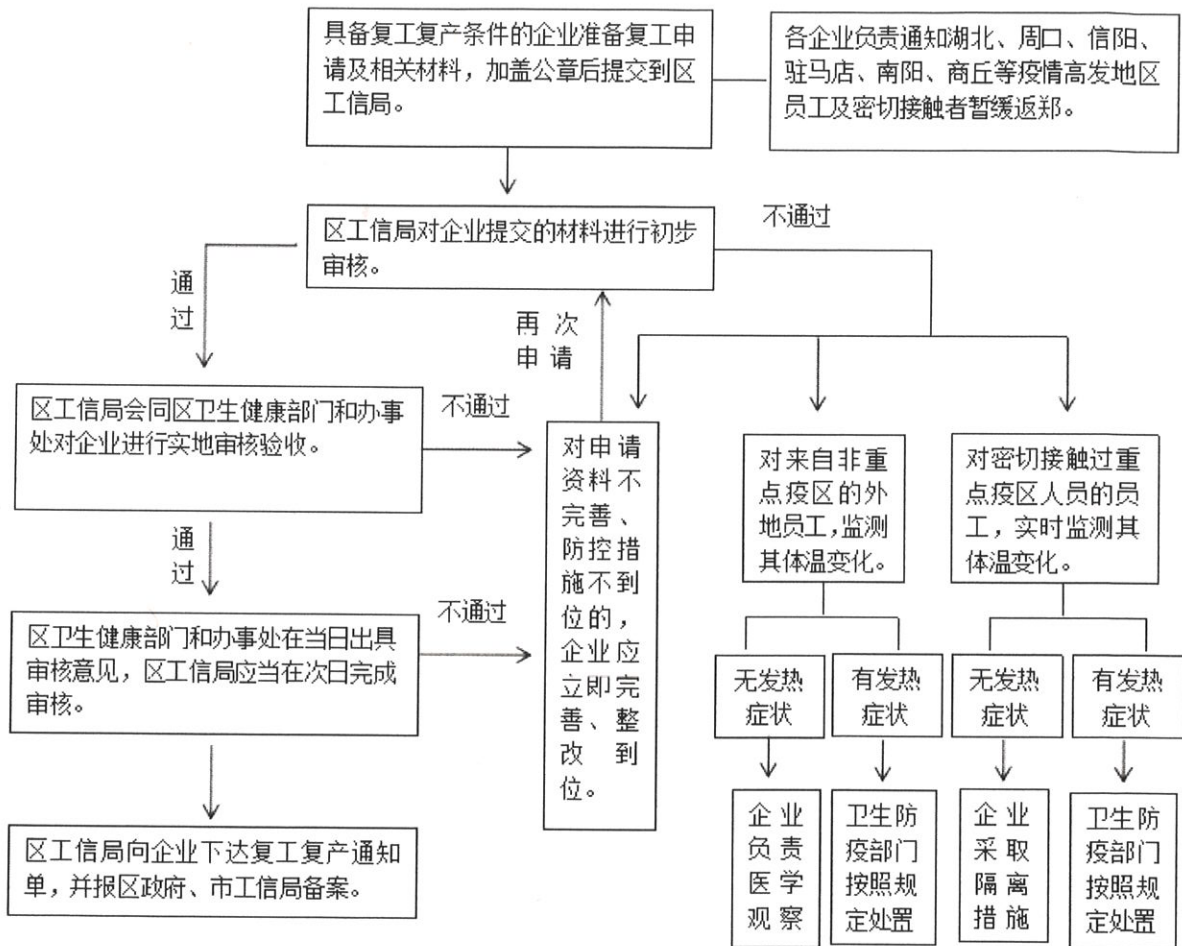 具备复工复产条件的企业准备复工申
请及相关材料，加盖公章后提交到区
工信局。
各企业负责通知湖北、周口、信阳、
驻马店、南阳、商丘等疫情高发地区
员工及密切接触者暂缓返郑。
区工信局对企业提交的材料进行初步
审核。
不通过
通
过
再 次
申 请
区工信局会同区卫生健康部门和办事
处对企业进行实地审核验收。
不通过
对申请
资料不
完善、
防控措
施不到
位的，
企业应
立即完
善、整
改 到
位。
对来自非重
点疫区的外
地员工，监测
其体温变化。
对密切接触过重
点疫区人员的员
工，实时监测其
体温变化。
通
过
区卫生健康部门和办事处在当日出具
审核意见，区工信局应当在次日完成
审核。
不通过
无发热
症状
有发热
症状
无发热
症状
有发热
症状
区工信局向企业下达复工复产通知
单，并报区政府、市工信局备案。
企 业
负 责
医 学
观 察
卫生防
疫部门
按照规
定处置
企 业
采 取
隔 离
措 施
卫生防
疫部门
按照规
定处置